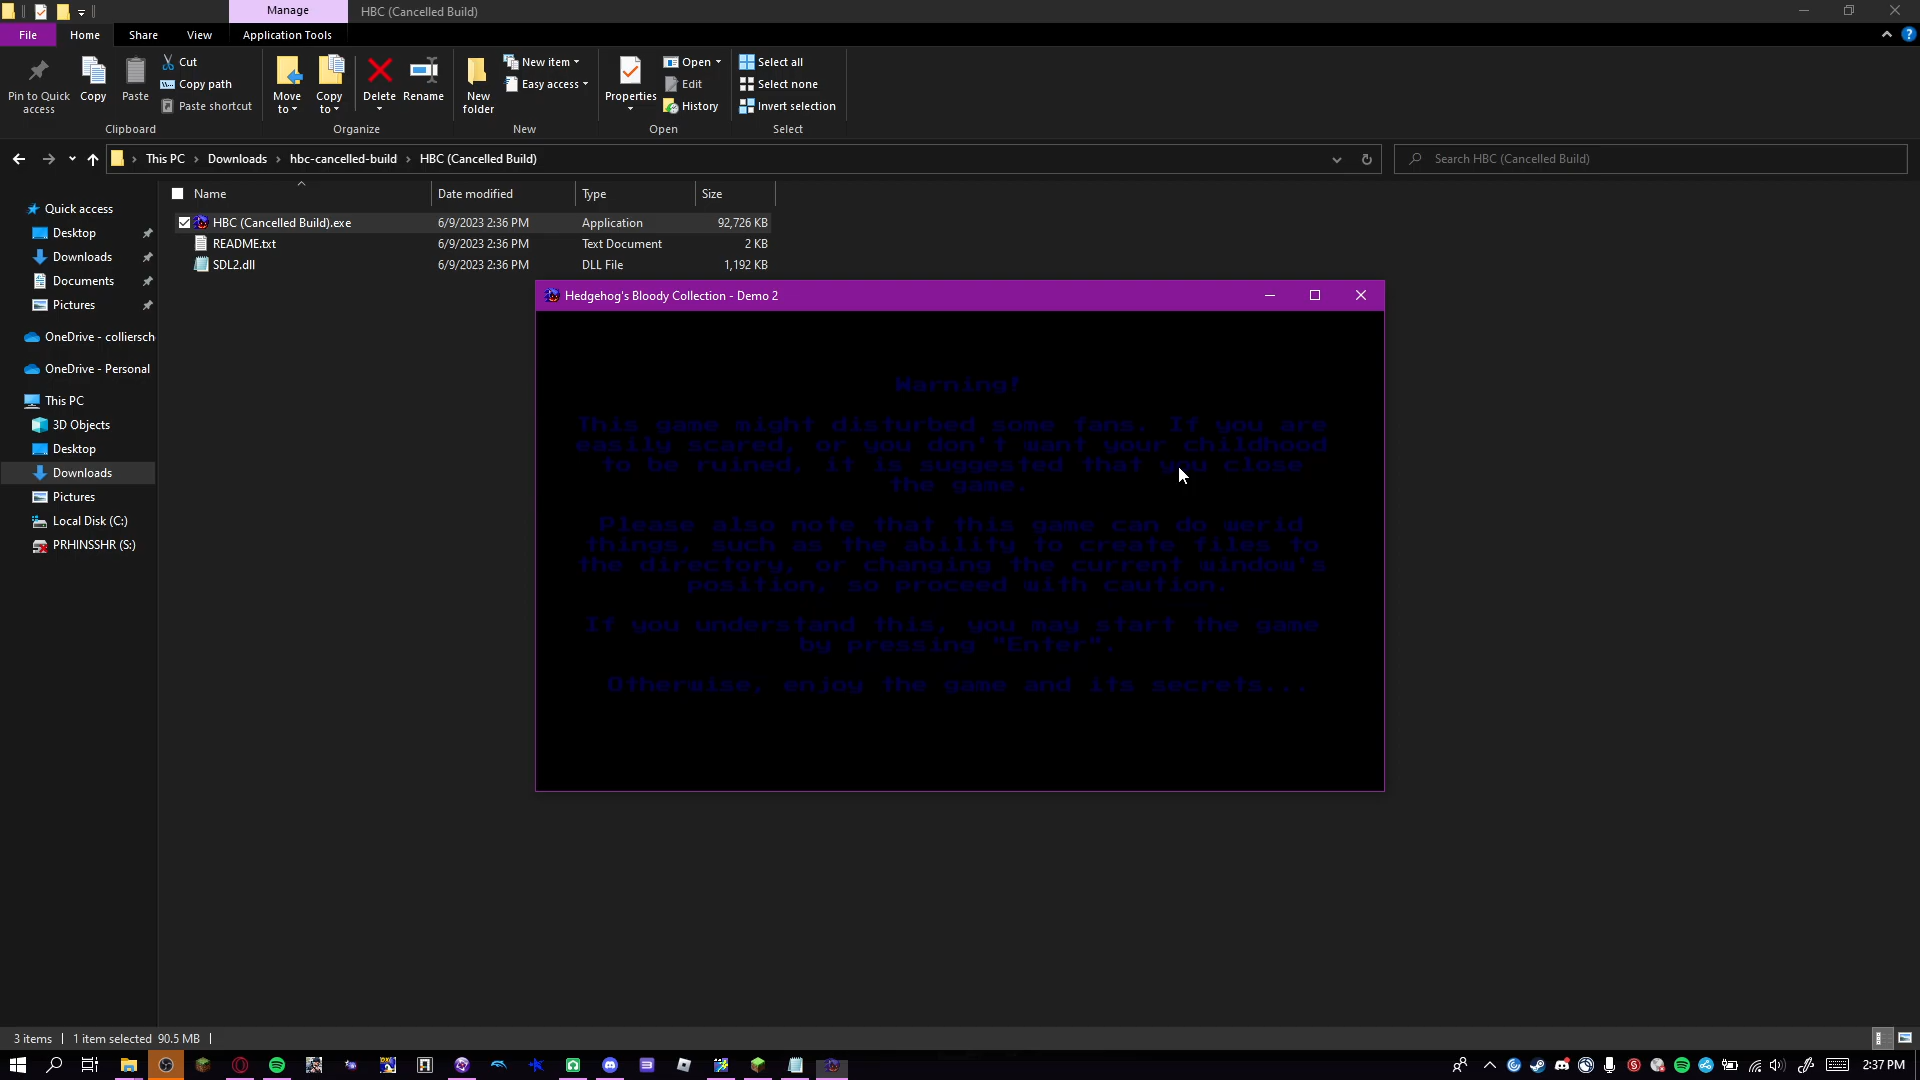 Manage
HBC (Cancelled Build)
File
Home
Share
View
Application Tools
Pin to Quick access
Copy
Paste
Cut
Copy path
Paste shortcut
Clipboard
Move to
Copy to
Delete
Rename
Organize
New folder
New item
Easy access
New
Properties
Open
Edit
History
Open
Select all
Select none
Invert selection
Select
This PC
Downloads
hbc-cancelled-build
HBC (Cancelled Build)
Search HBC (Cancelled Build)
Name
Date modified
Type
Size
HBC (Cancelled Build).exe
6/9/2023 2:36 PM
Application
92,726 KB
README.txt
6/9/2023 2:36 PM
Text Document
2 KB
SDL2.dll
6/9/2023 2:36 PM
DLL File
1,192 KB
Quick access
Desktop
Downloads
Documents
Pictures
OneDrive - colliersch
OneDrive - Personal
This PC
3D Objects
Desktop
Downloads
Pictures
Local Disk (C:)
PRHINSSHR (S:)
Hedgehog's Bloody Collection - Demo 2
Warning!
This game might disturbed some fans. If you are
easily scared, or you don't want your childhood
to be ruined, it is suggested that you close
the game.
Please also note that this game can do werid
things, such as the ability to create files to
the directory, or changing the current window's
position, so proceed with caution.
If you understand this, you may start the game
by pressing "Enter".
Otherwise, enjoy the game and its secrets...
3 items
1 item selected 90.5 MB
2:37 PM